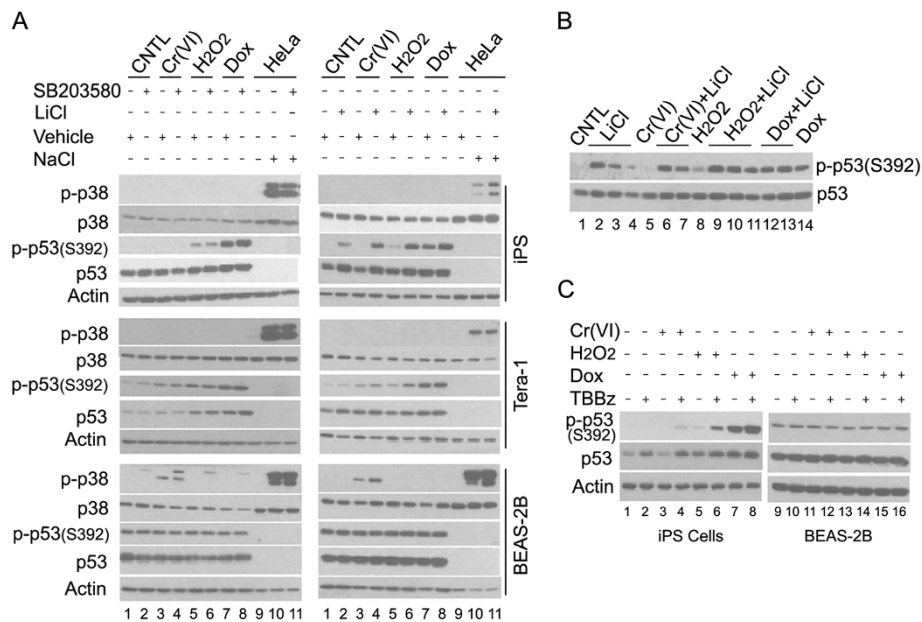 A
CNTL Cr(VI) H2O2 Dox HeLa CNTL Cr(VI) H2O2 Dox HeLa
SB203580 - + - + - + - + - - +
LiCl - + - + - + - + - - +
Vehicle + - + - + - + - + - -
NaCl - - - - - - - - - + +
p-p38
p38
p-p53(S392)
p53
Actin
iPS
p-p38
p38
p-p53(S392)
p53
Actin
Tera-1
p-p38
p38
p-p53(S392)
p53
Actin
BEAS-2B
1 2 3 4 5 6 7 8 9 10 11 1 2 3 4 5 6 7 8 9 10 11
B
CNTL LiCl Cr(VI) Cr(VI)+LiCl H2O2 H2O2+LiCl Dox+LiCl Dox
p-p53(S392)
p53
1 2 3 4 5 6 7 8 9 10 11 12 13 14
C
Cr(VI) - - + + - - - - - - + + - - - -
H2O2 - - - - + + - - - - - - + + - -
Dox - - - - - - + + - - - - - - + +
TBBz - + - + - + - + - + - + - + - +
p-p53
(S392)
p53
Actin
1 2 3 4 5 6 7 8 9 10 11 12 13 14 15 16
iPS Cells BEAS-2B